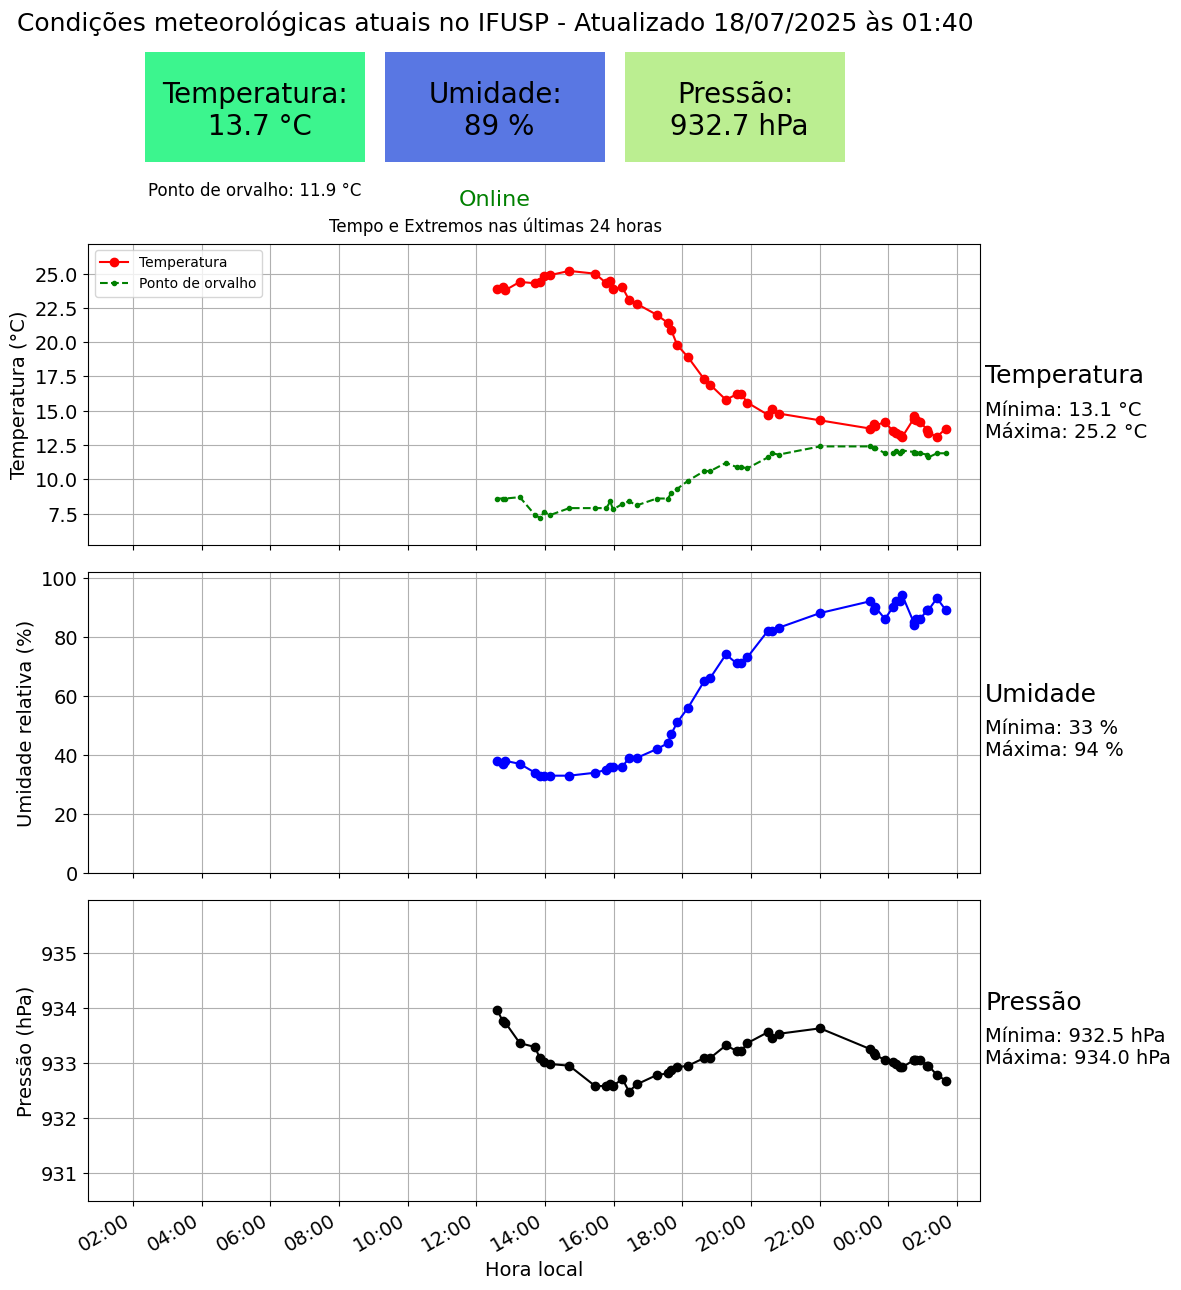 Condições meteorológicas atuais no IFUSP - Atualizado 18/07/2025 às 01:40
Temperatura:
13.7 °C
Umidade:
89 %
Pressão:
932.7 hPa
Ponto de orvalho: 11.9 °C
Online
Tempo e Extremos nas últimas 24 horas
Temperatura
Ponto de orvalho
Temperatura (°C)
25.0
22.5
20.0
17.5
15.0
12.5
10.0
7.5
Temperatura
Mínima: 13.1 °C
Máxima: 25.2 °C
Umidade relativa (%)
100
80
60
40
20
0
Umidade
Mínima: 33 %
Máxima: 94 %
Pressão (hPa)
935
934
933
932
931
Pressão
Mínima: 932.5 hPa
Máxima: 934.0 hPa
02:00 04:00 06:00 08:00 10:00 12:00 14:00 16:00 18:00 20:00 22:00 00:00 02:00
Hora local